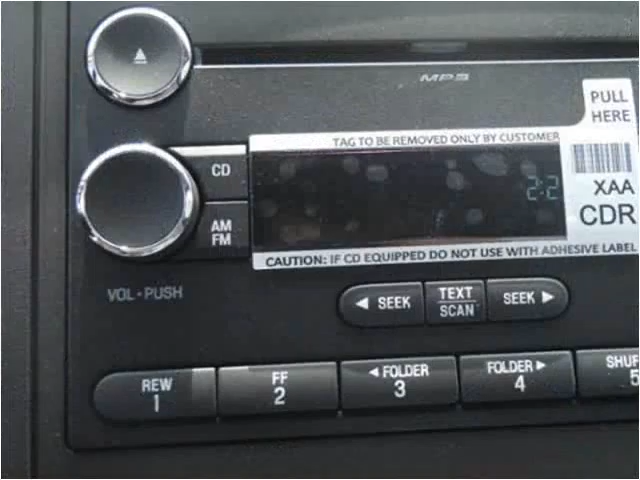 MP3
PULL
HERE
TAG TO BE REMOVED ONLY BY CUSTOMER
CD
XAA
CDR
AM
FM
CAUTION: IF CD EQUIPPED DO NOT USE WITH ADHESIVE LABEL
VOL • PUSH
◄ SEEK
TEXT
SCAN
SEEK ►
REW
1
FF
2
◄ FOLDER
3
FOLDER ►
4
SHUF
5